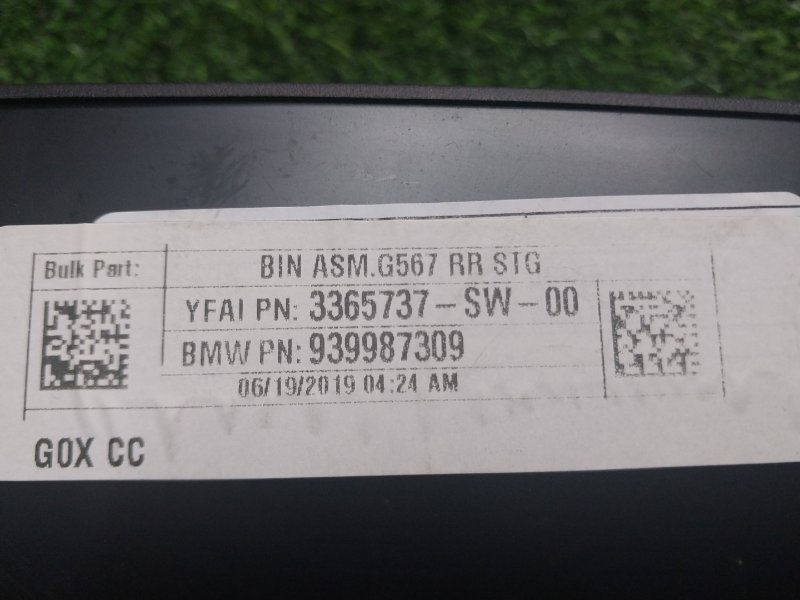 Bulk Part:
BIN ASM.G567 RR STG
YFAI PN: 3365737-SW-00
BMW PN: 939987309
06/19/2019 04:24 AM
G0X CC